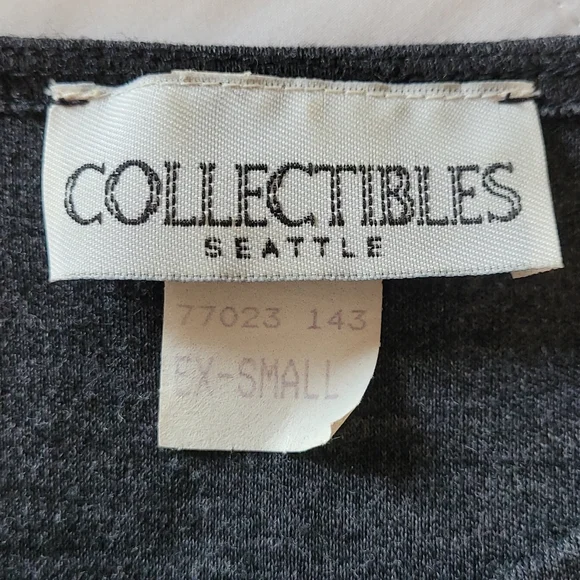 COLLECTIBLES
SEATTLE
77023 143
EX-SMALL